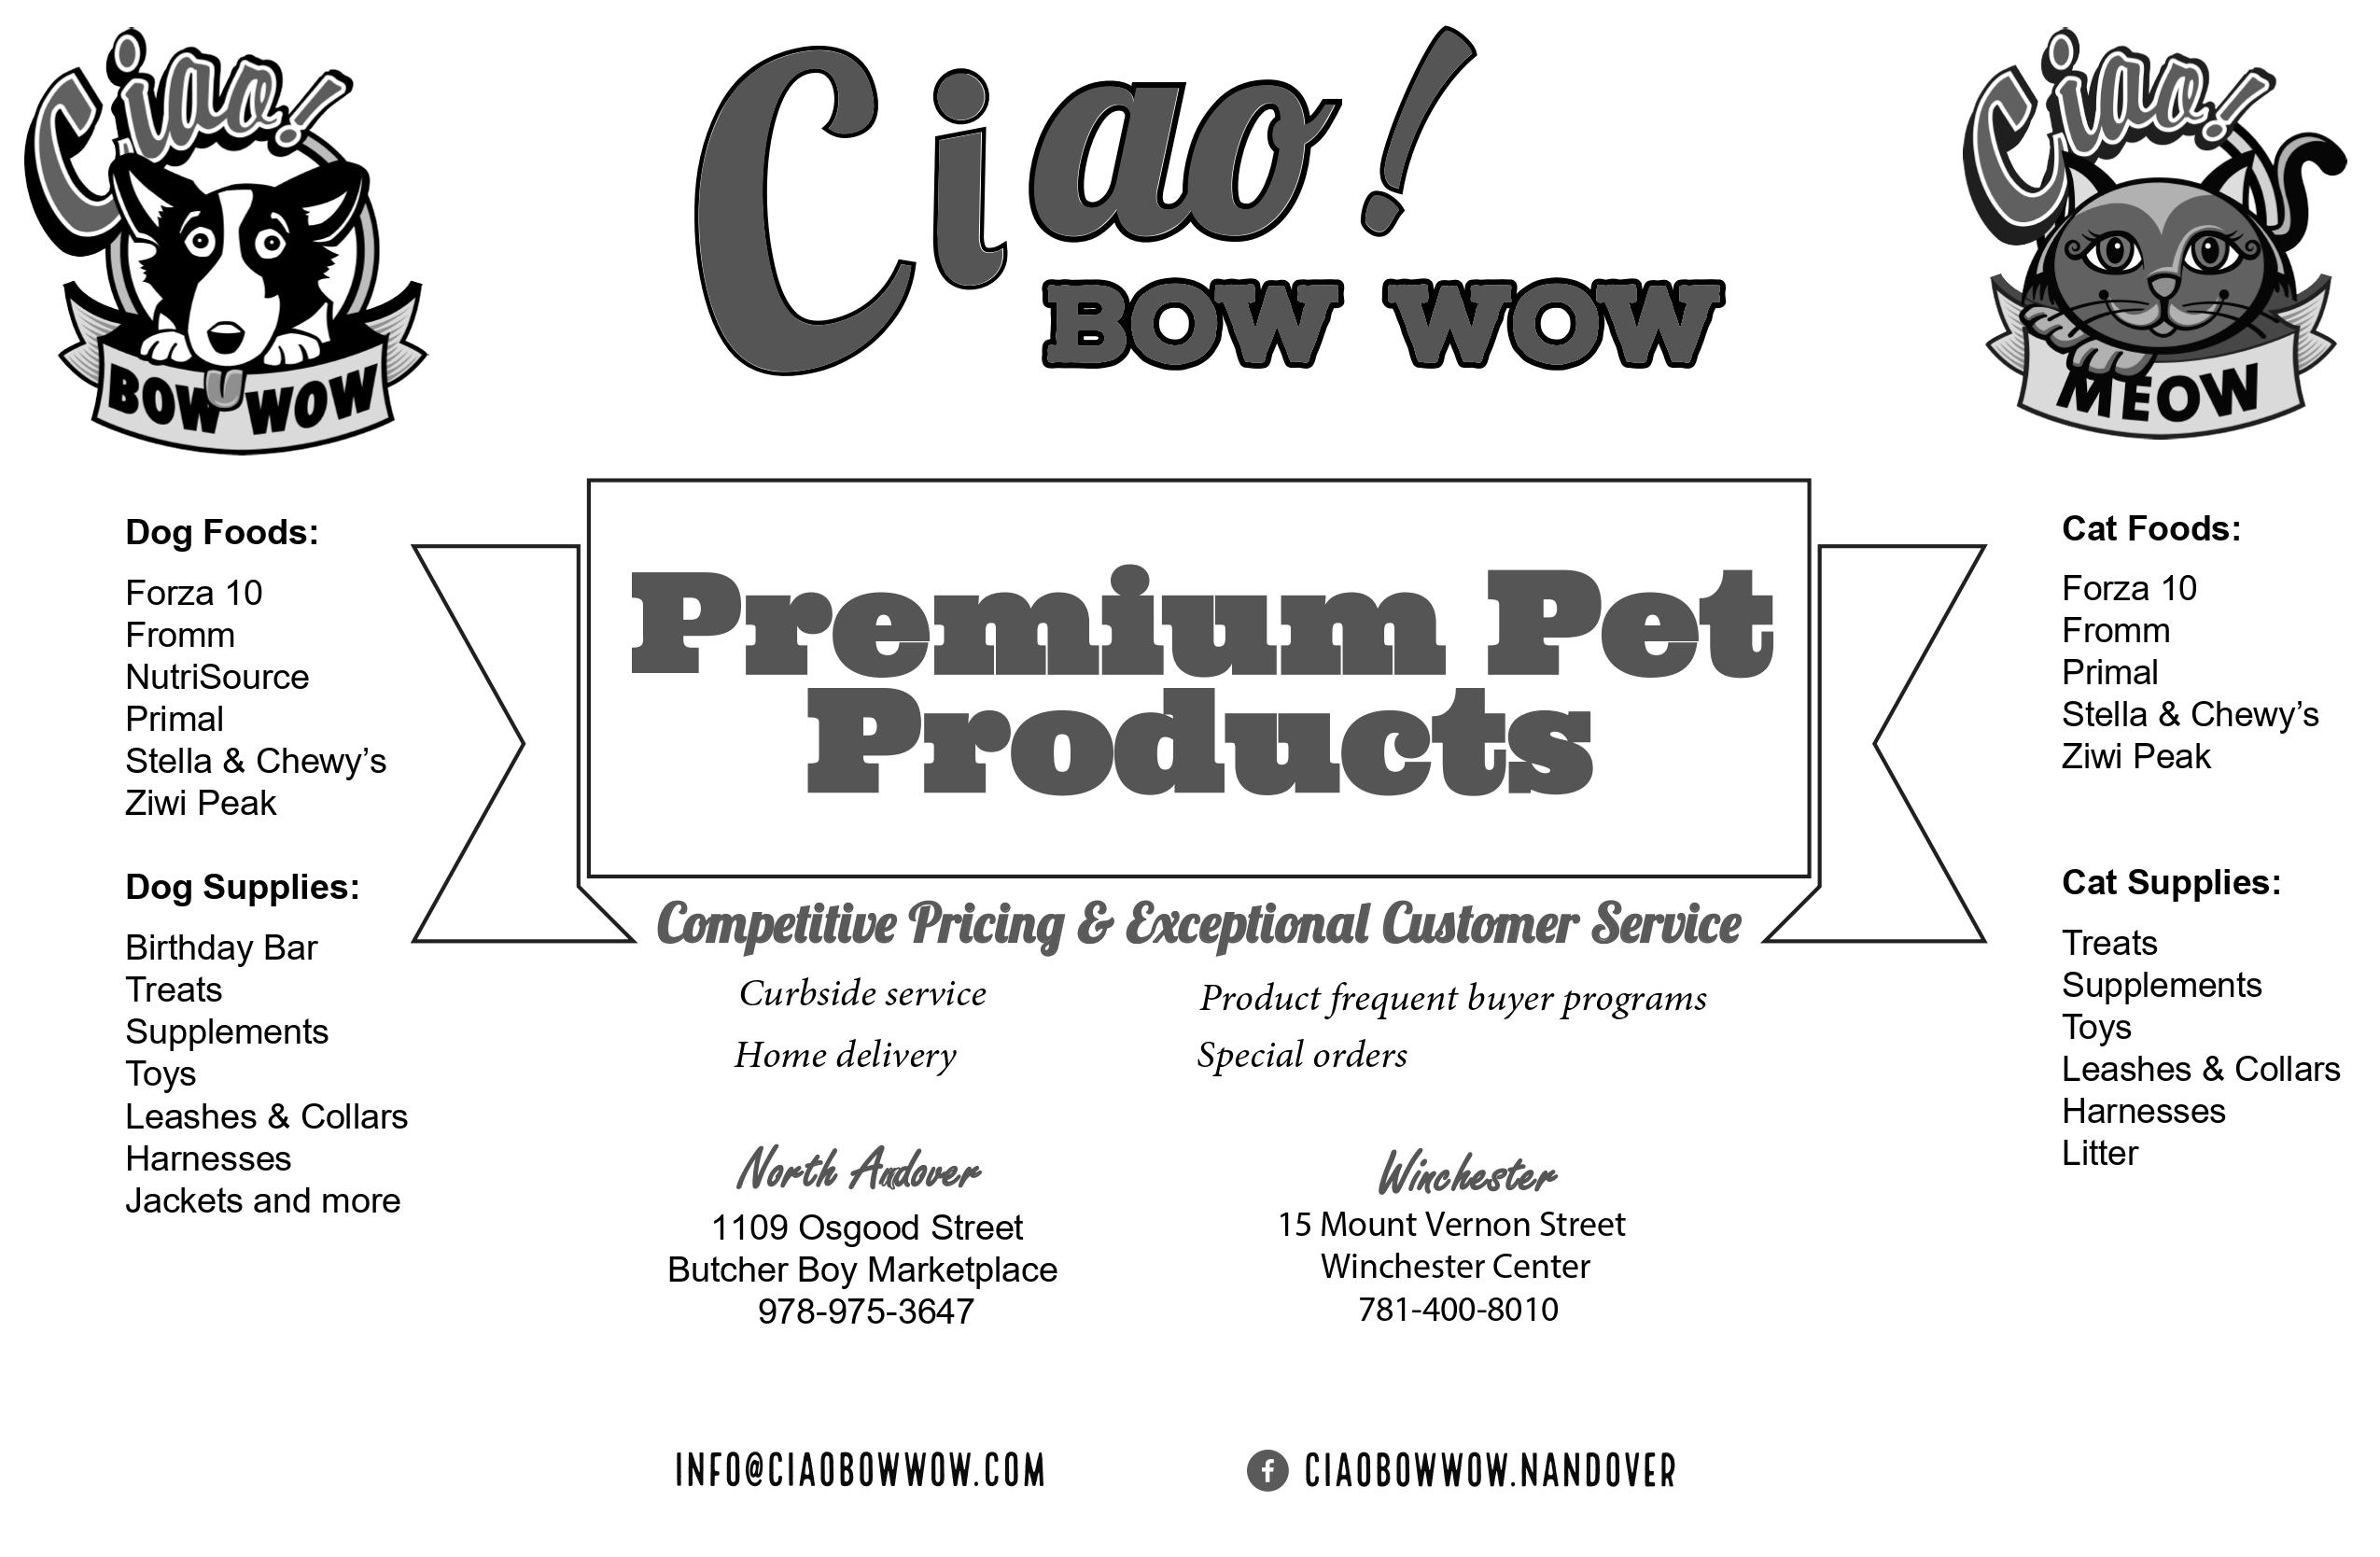 Ciao!
BOW WOW
Ciao!
BOW WOW
Ciao!
MEOW
Premium Pet
Products
Competitive Pricing & Exceptional Customer Service
Curbside service
Home delivery
Product frequent buyer programs
Special orders
Dog Foods:
Forza 10
Fromm
NutriSource
Primal
Stella & Chewy’s
Ziwi Peak
Dog Supplies:
Birthday Bar
Treats
Supplements
Toys
Leashes & Collars
Harnesses
Jackets and more
Cat Foods:
Forza 10
Fromm
Primal
Stella & Chewy’s
Ziwi Peak
Cat Supplies:
Treats
Supplements
Toys
Leashes & Collars
Harnesses
Litter
North Andover
1109 Osgood Street
Butcher Boy Marketplace
978-975-3647
Winchester
15 Mount Vernon Street
Winchester Center
781-400-8010
INFO@CIAOBOWWOW.COM
f CIAOBOWWOW.NANDOVER